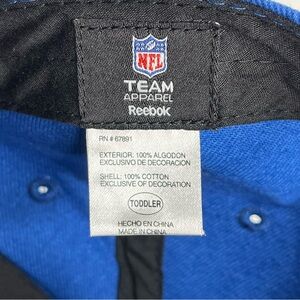 NFL
TEAM
APPAREL
Reebok
RN # 67891
EXTERIOR: 100% ALGODON
EXCLUSIVO DE DECORACION
SHELL: 100% COTTON
EXCLUSIVE OF DECORATION
TODDLER
HECHO EN CHINA
MADE IN CHINA